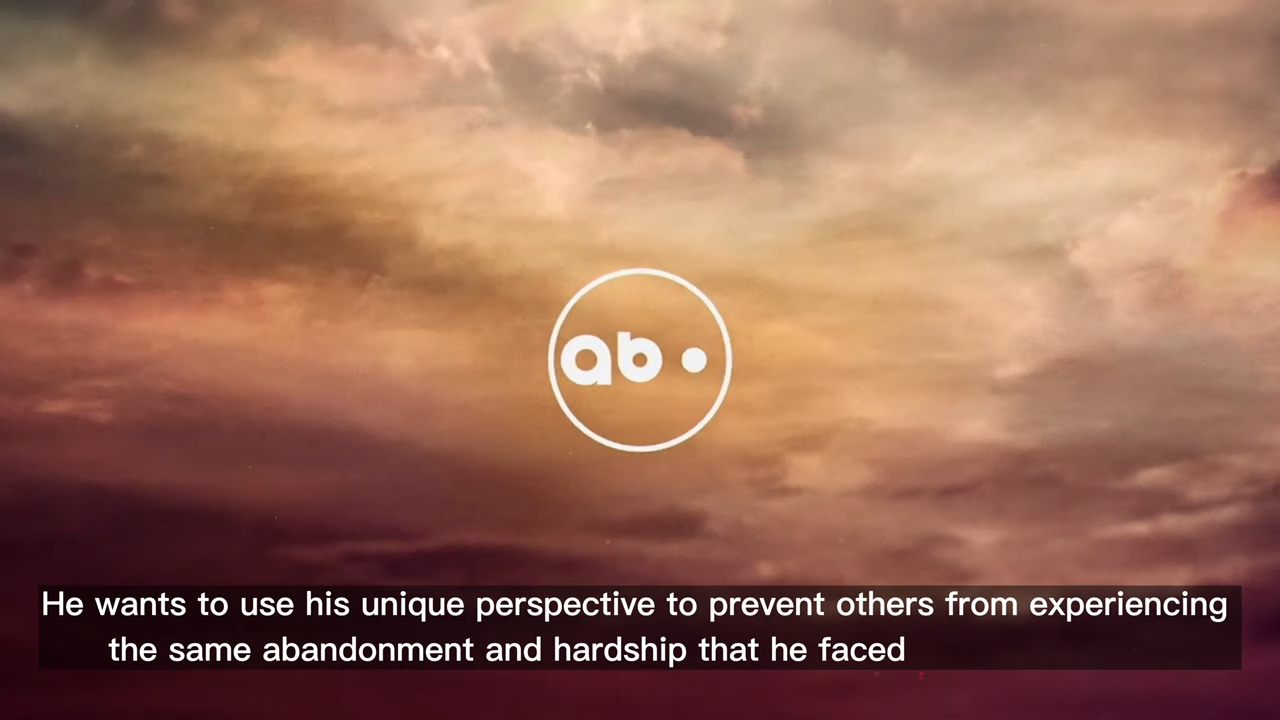 ab
He wants to use his unique perspective to prevent others from experiencing
the same abandonment and hardship that he faced